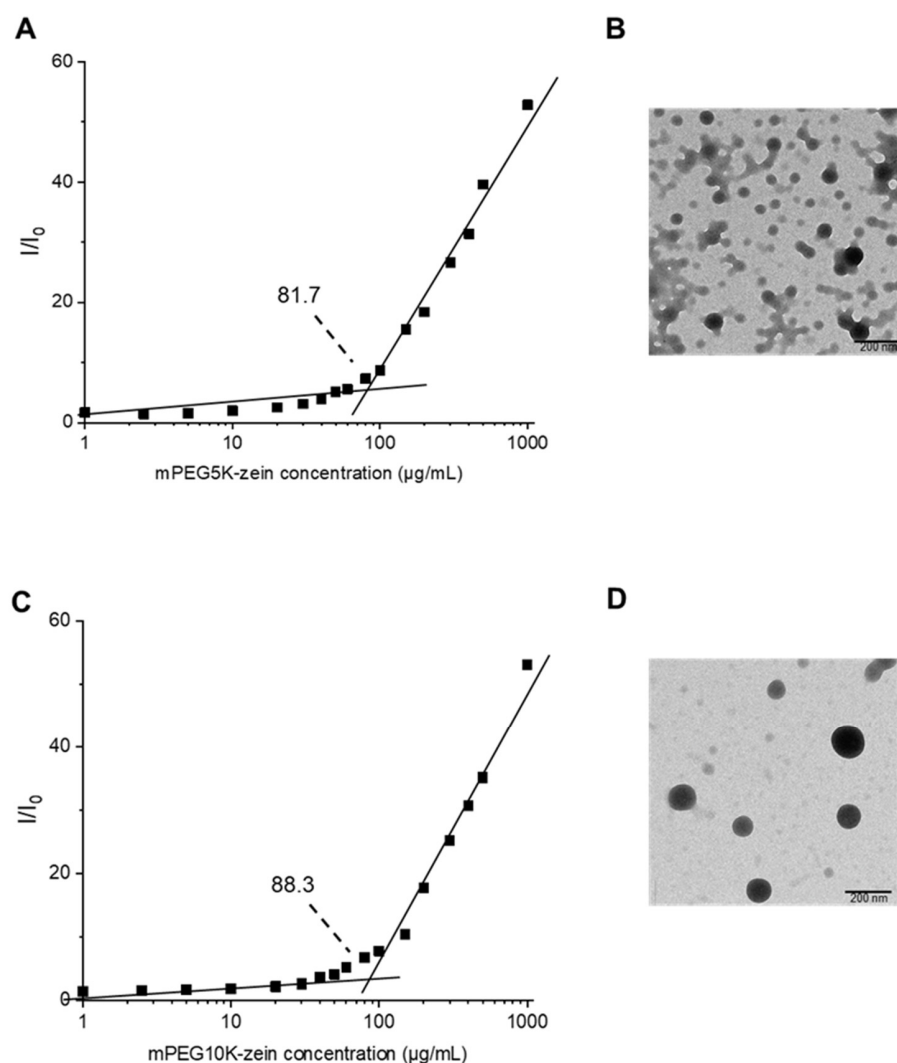 A
B
60
40
20
0
I/I₀
81.7
1
10
100
1000
mPEG5K-zein concentration (µg/mL)
200 nm
C
D
60
40
20
0
I/I₀
88.3
1
10
100
1000
mPEG10K-zein concentration (µg/mL)
200 nm